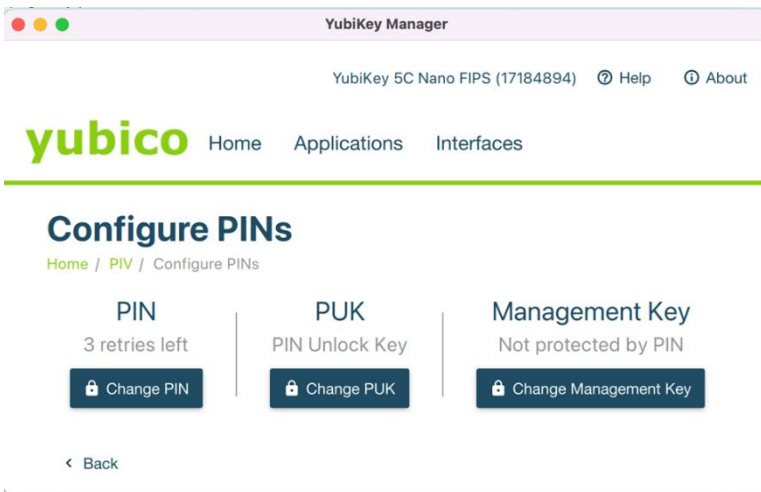 YubiKey Manager
YubiKey 5C Nano FIPS (17184894) Help About
yubico Home Applications Interfaces
Configure PINs
Home / PIV / Configure PINs
PIN PUK Management Key
3 retries left PIN Unlock Key Not protected by PIN
Change PIN Change PUK Change Management Key
Back